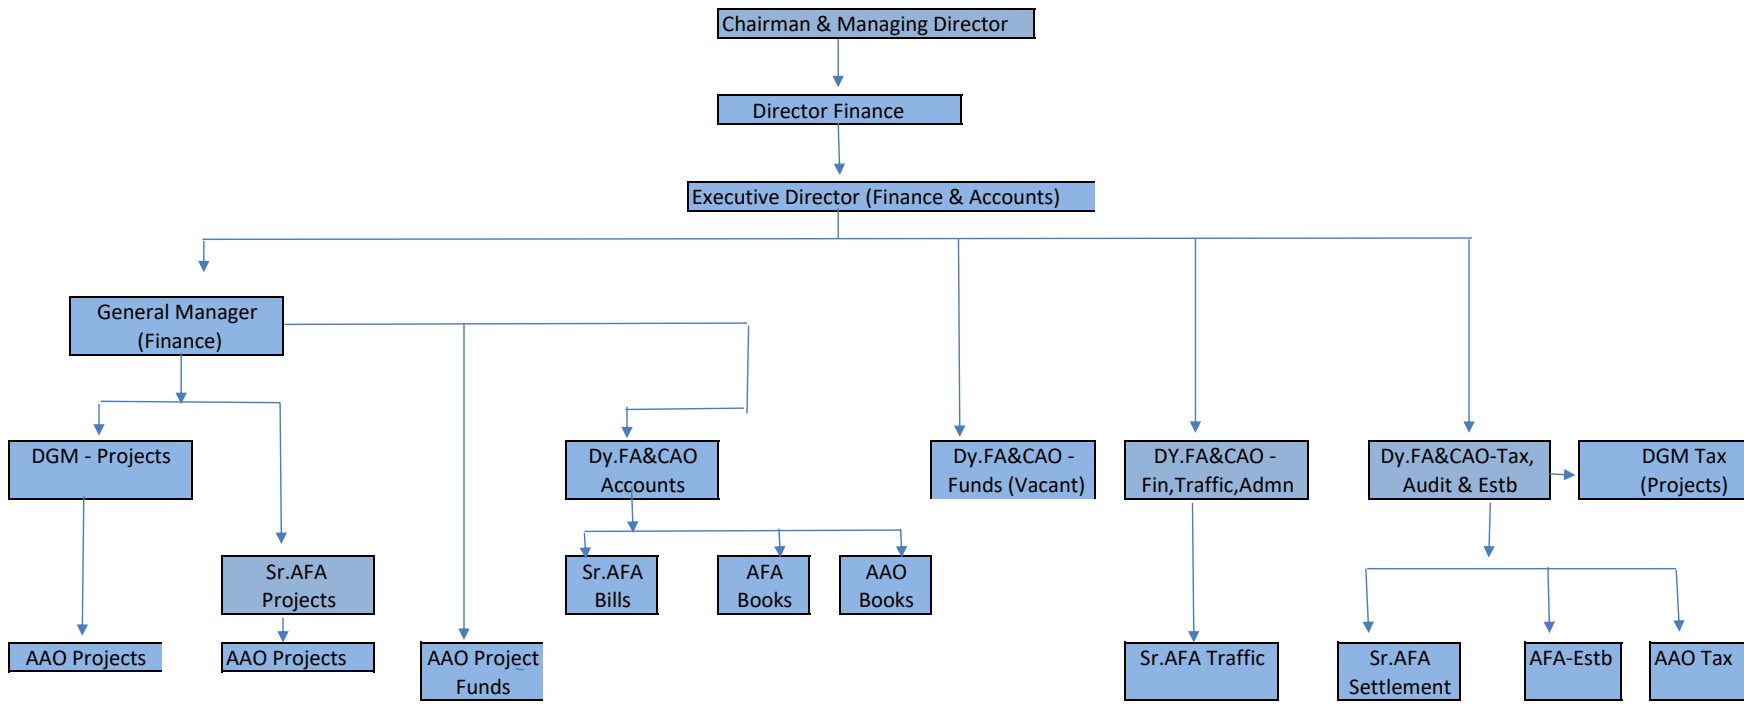 Chairman & Managing Director
Director Finance
Executive Director (Finance & Accounts)
General Manager
(Finance)
DGM - Projects
Dy.FA&CAO
Accounts
Dy.FA&CAO -
Funds (Vacant)
DY.FA&CAO -
Fin,Traffic,Admn
Dy.FA&CAO-Tax,
Audit & Estb
DGM Tax
(Projects)
Sr.AFA
Projects
Sr.AFA
Bills
AFA
Books
AAO
Books
AAO Projects
AAO Projects
AAO Project
Funds
Sr.AFA Traffic
Sr.AFA
Settlement
AFA-Estb
AAO Tax